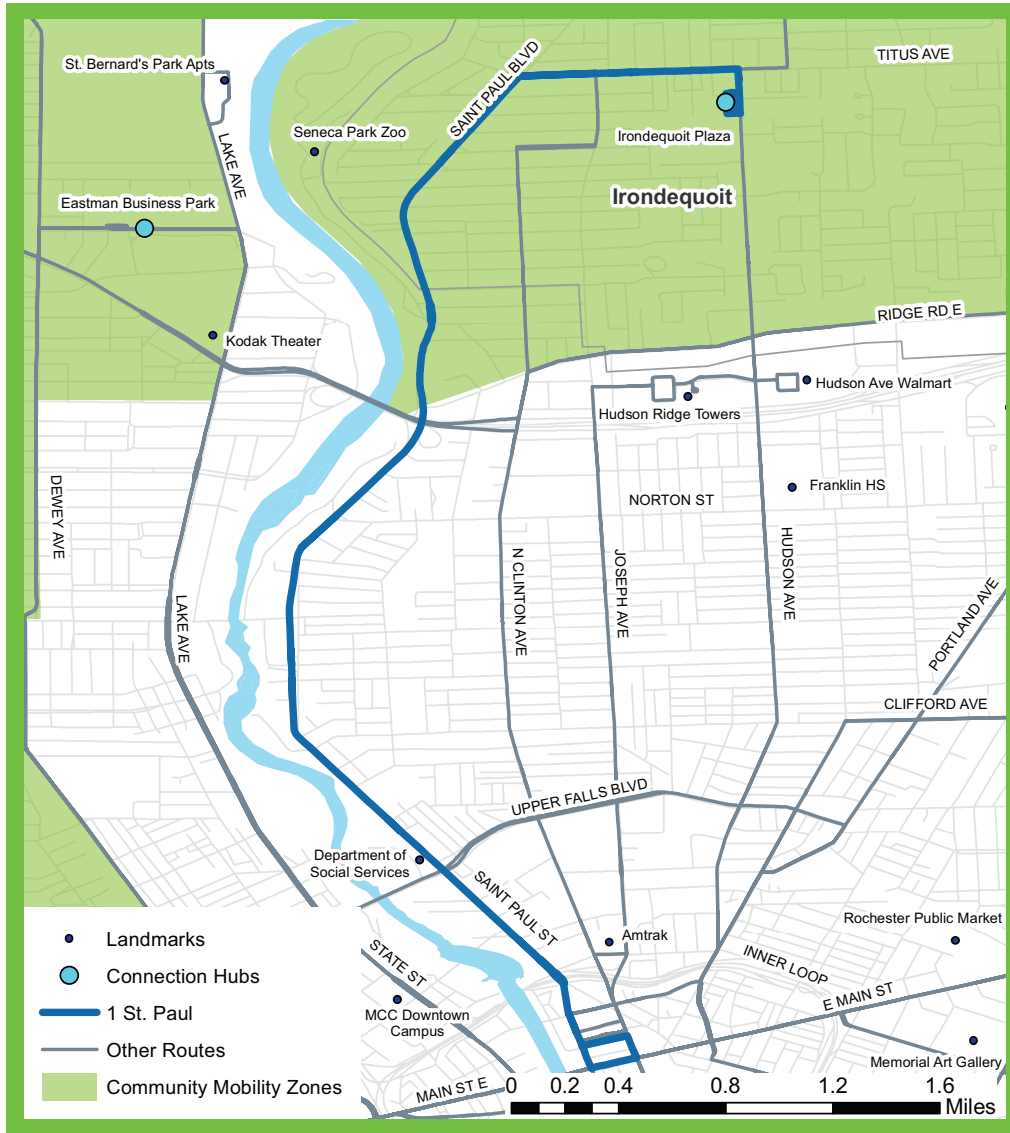 TITUS AVE
St. Bernard's Park Apts
SAINT PAUL BLVD
Seneca Park Zoo
Irondequoit Plaza
LAKE AVE
Irondequoit
Eastman Business Park
RIDGE RD E
Kodak Theater
Hudson Ave Walmart
Hudson Ridge Towers
DEWEY AVE
Franklin HS
NORTON ST
N CLINTON AVE
JOSEPH AVE
HUDSON AVE
LAKE AVE
PORTLAND AVE
CLIFFORD AVE
UPPER FALLS BLVD
Department of
Social Services
SAINT PAUL ST
Rochester Public Market
Amtrak
STATE ST
INNER LOOP
E MAIN ST
MCC Downtown
Campus
Memorial Art Gallery
MAIN ST E
Landmarks
Connection Hubs
1 St. Paul
Other Routes
Community Mobility Zones
0 0.2 0.4 0.8 1.2 1.6
Miles